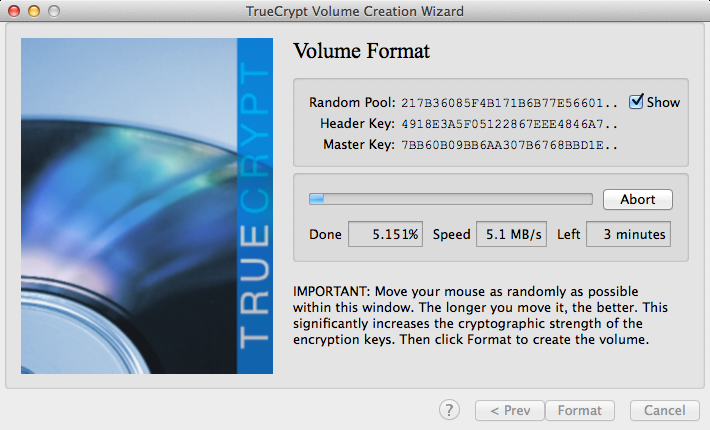 TrueCrypt Volume Creation Wizard
Volume Format
Random Pool: 217B36085F4B171B6B77E56601.. Show
Header Key: 4918E3A5F05122867EEE4846A7..
Master Key: 7BB60B09BB6AA307B6768BBD1E..
Abort
Done 5.151% Speed 5.1 MB/s Left 3 minutes
IMPORTANT: Move your mouse as randomly as possible
within this window. The longer you move it, the better. This
significantly increases the cryptographic strength of the
encryption keys. Then click Format to create the volume.
TRUECRYPT
? < Prev Format Cancel